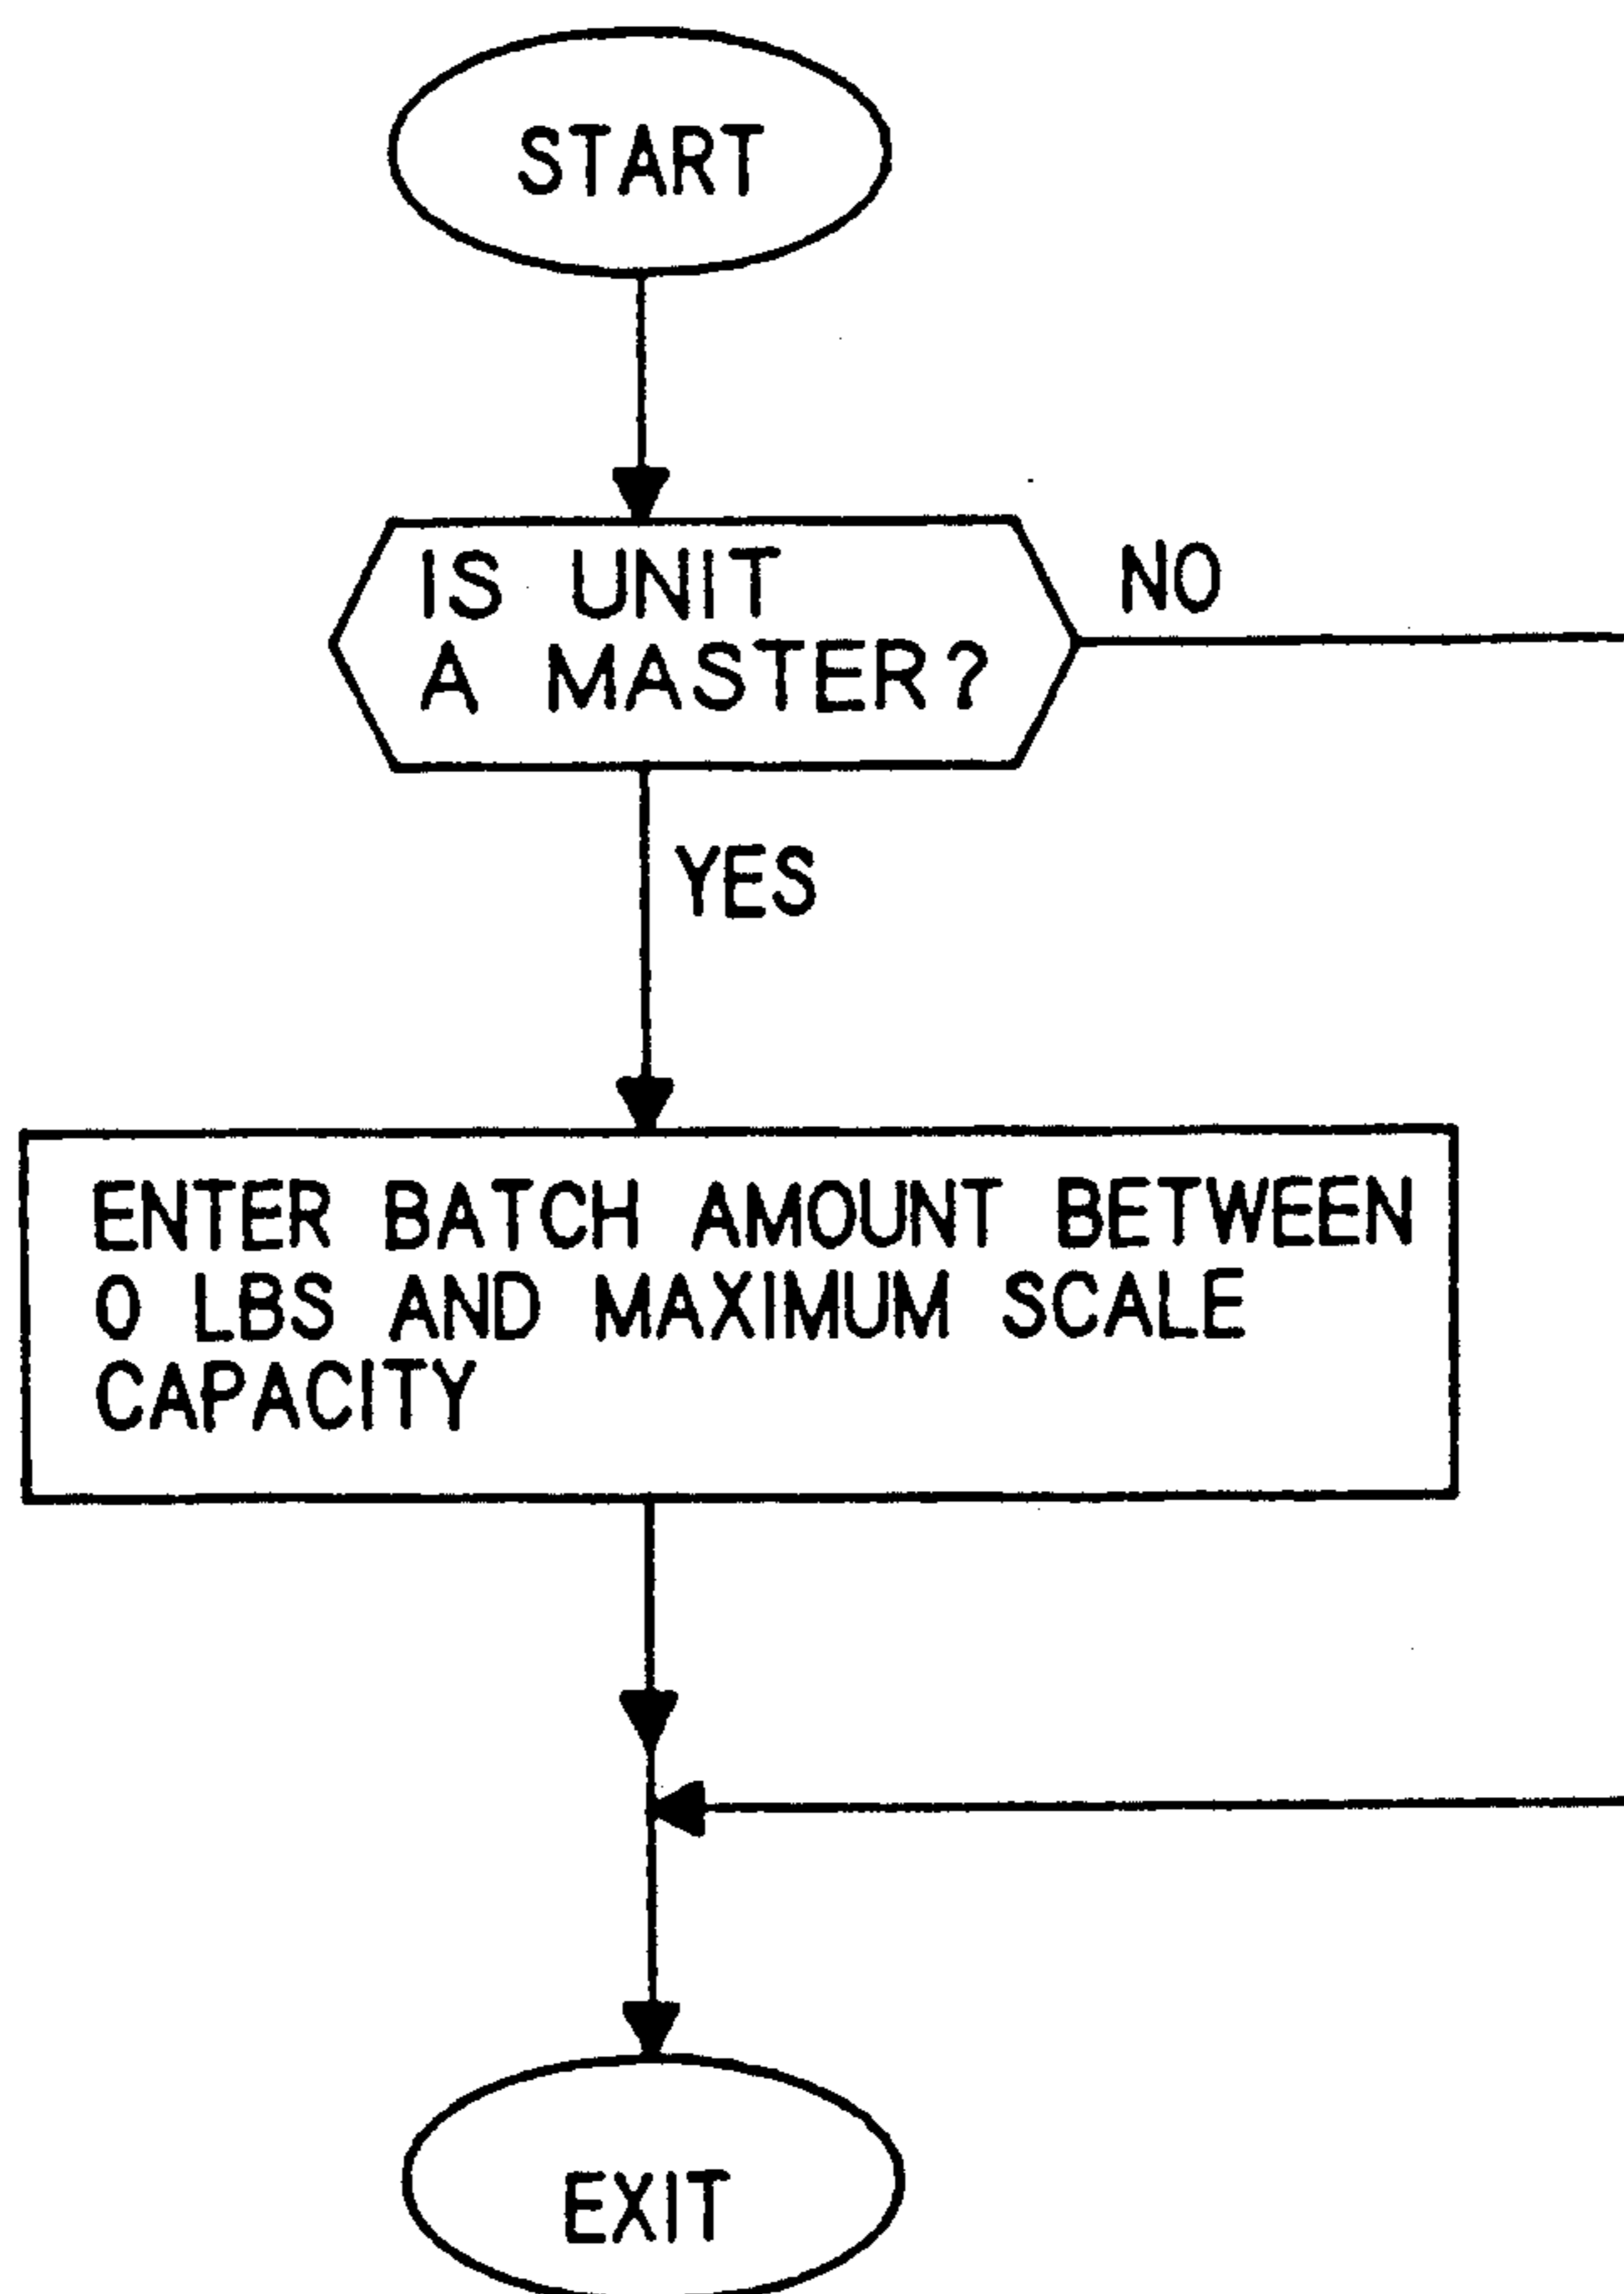 START
IS UNIT
A MASTER?
NO
YES
ENTER BATCH AMOUNT BETWEEN
0 LBS AND MAXIMUM SCALE
CAPACITY
EXIT